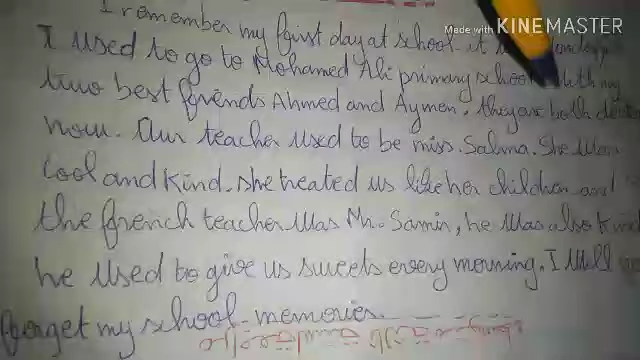 Made with KINEMASTER
I remember my first day at school. it
I used to go to Mohamed Ali primary school with my
two best friends Ahmed and Aymen. they are both
now. Our teacher used to be miss. Salma. She was
Cool and Kind. she treated us like her children and
the french teacher was Mr. Samir, he was also Kind
he used to give us sweets every morning. I will
forget my school memories